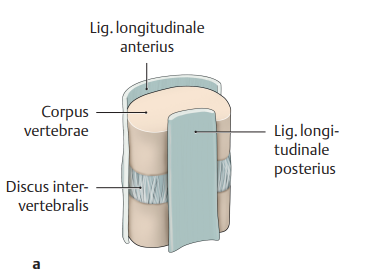 Lig. longitudinale
anterius
Corpus
vertebrae
Lig. longi-
tudinale
posterius
Discus inter-
vertebralis
a